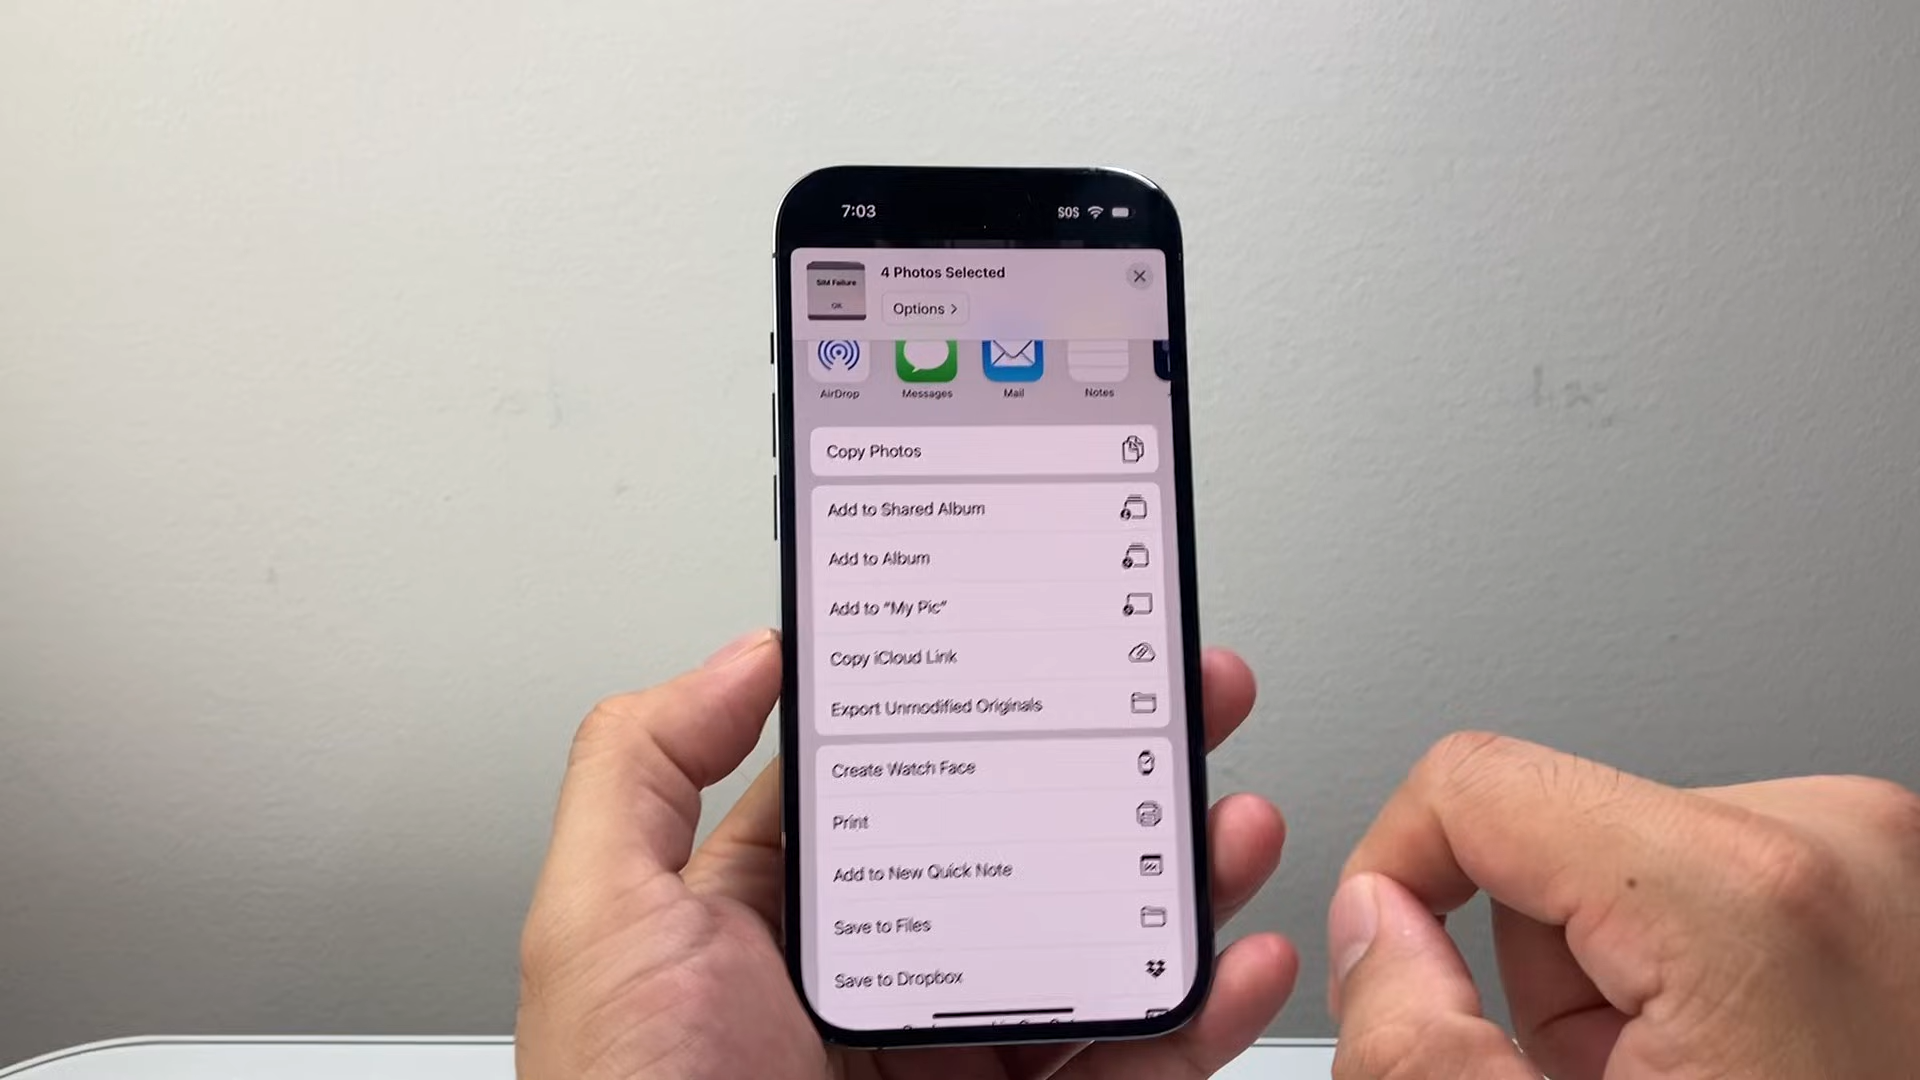 7:03
SOS
SIM Failure
OK
4 Photos Selected
Options
AirDrop
Messages
Mail
Notes
Copy Photos
Add to Shared Album
Add to Album
Add to “My Pic”
Copy iCloud Link
Export Unmodified Originals
Create Watch Face
Print
Add to New Quick Note
Save to Files
Save to Dropbox